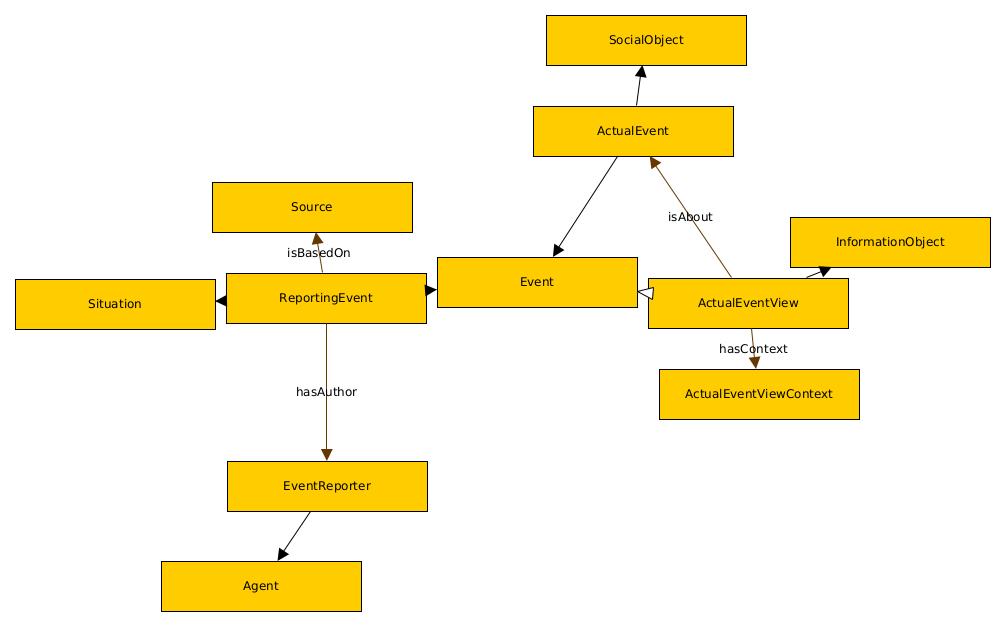 SocialObject
ActualEvent
Source
isAbout
InformationObject
isBasedOn
Event
ReportingEvent
Situation
ActualEventView
hasContext
hasAuthor
ActualEventViewContext
EventReporter
Agent